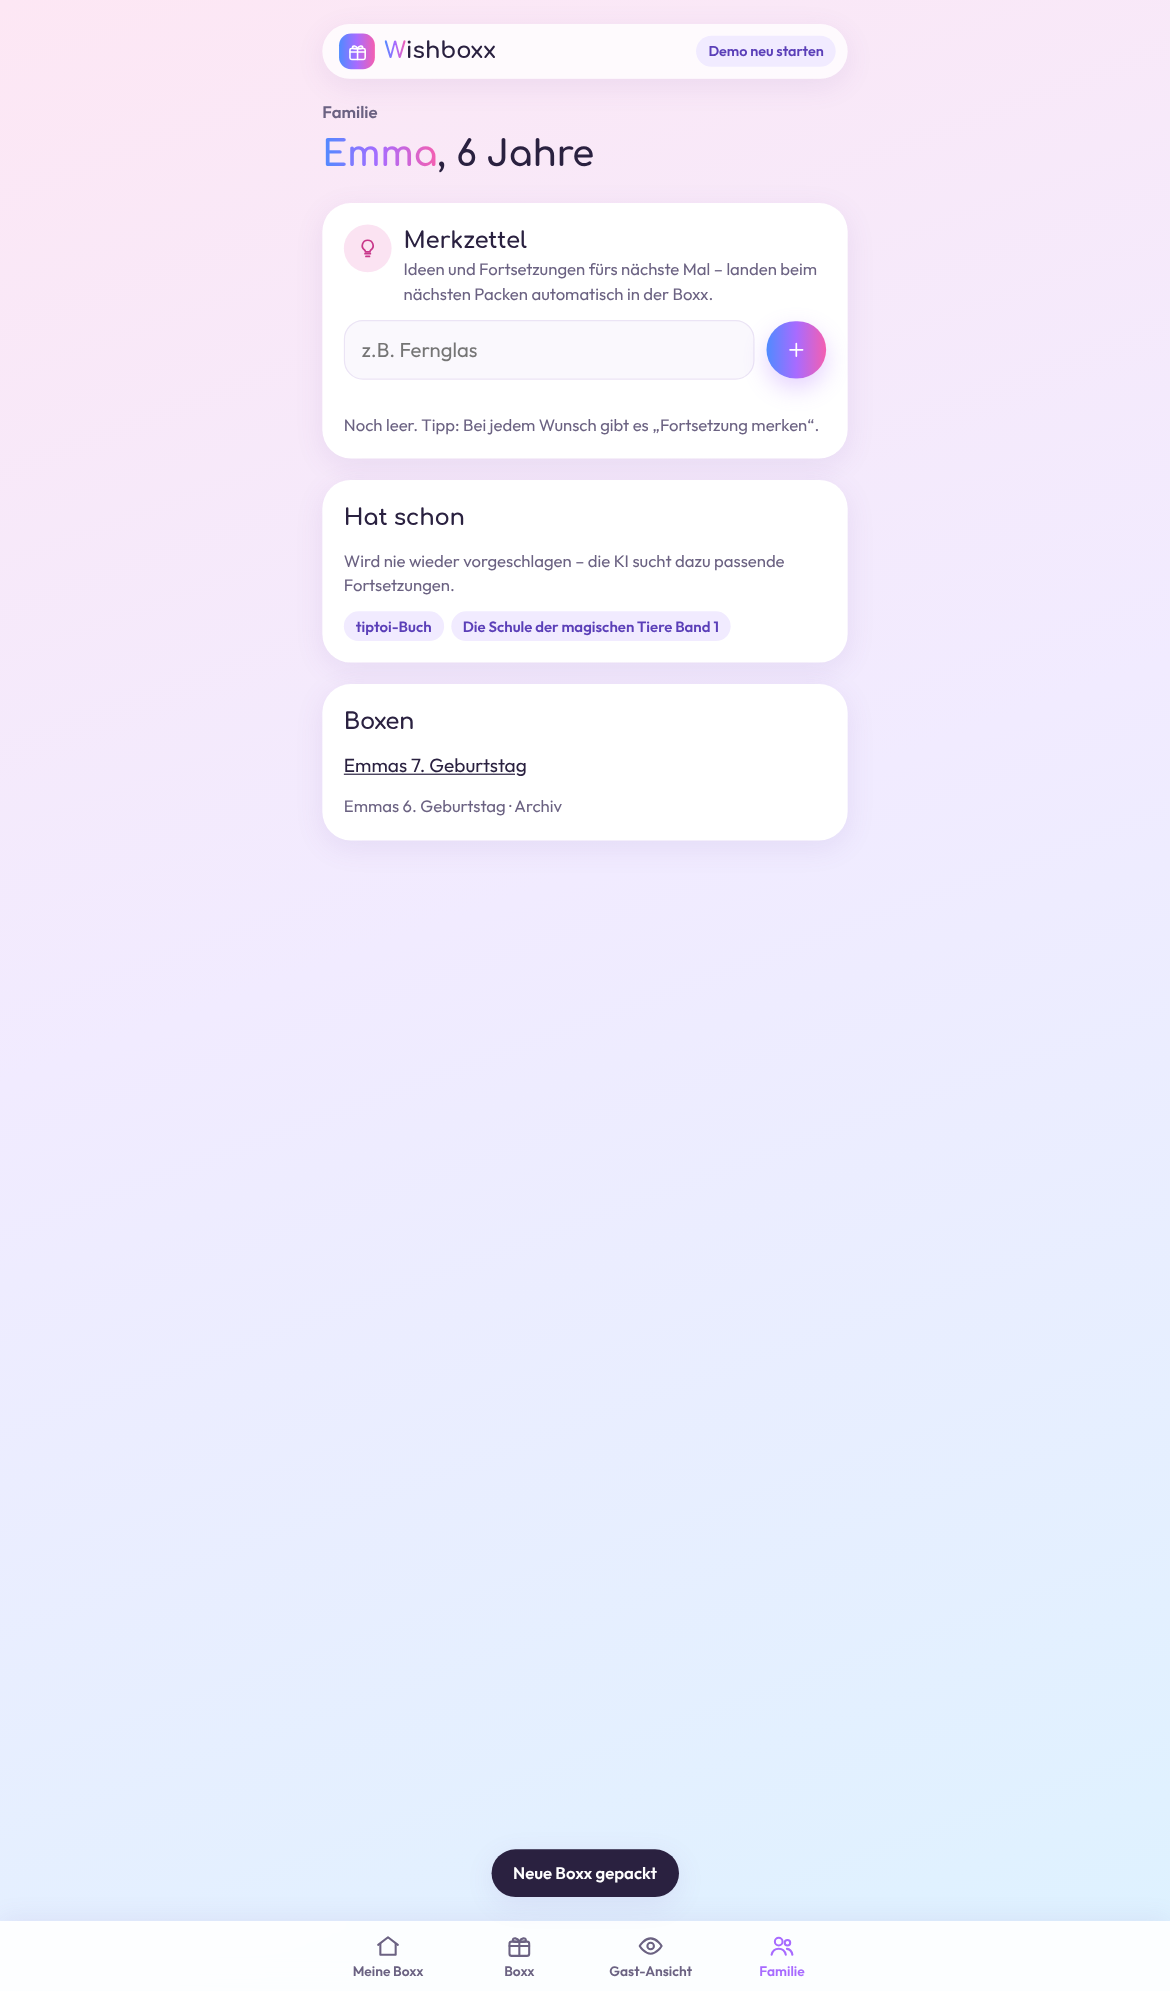 Wishboxx
Demo neu starten
Familie
Emma, 6 Jahre
Merkzettel
Ideen und Fortsetzungen fürs nächste Mal – landen beim
nächsten Packen automatisch in der Boxx.
z.B. Fernglas
Noch leer. Tipp: Bei jedem Wunsch gibt es „Fortsetzung merken“.
Hat schon
Wird nie wieder vorgeschlagen – die KI sucht dazu passende
Fortsetzungen.
tiptoi-Buch
Die Schule der magischen Tiere Band 1
Boxen
Emmas 7. Geburtstag
Emmas 6. Geburtstag · Archiv
Neue Boxx gepackt
Meine Boxx
Boxx
Gast-Ansicht
Familie